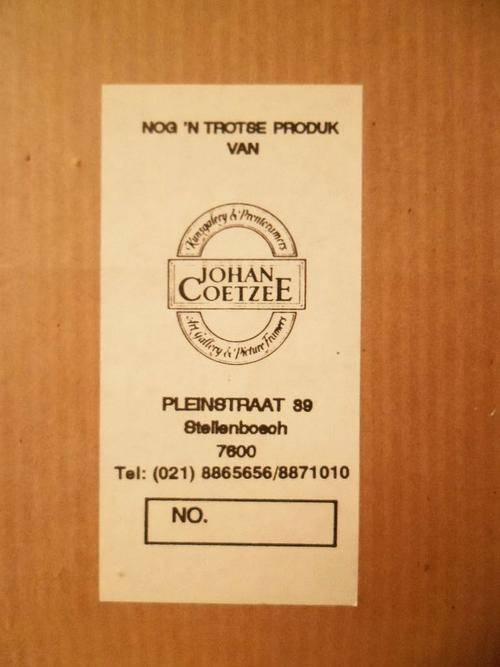 NOG 'N TROTSE PRODUK
VAN
Kunsgalery & Prenteramers
JOHAN
COETZEE
Art Gallery & Picture Framers
PLEINSTRAAT 39
Stellenbosch
7600
Tel: (021) 8865656/8871010
NO.